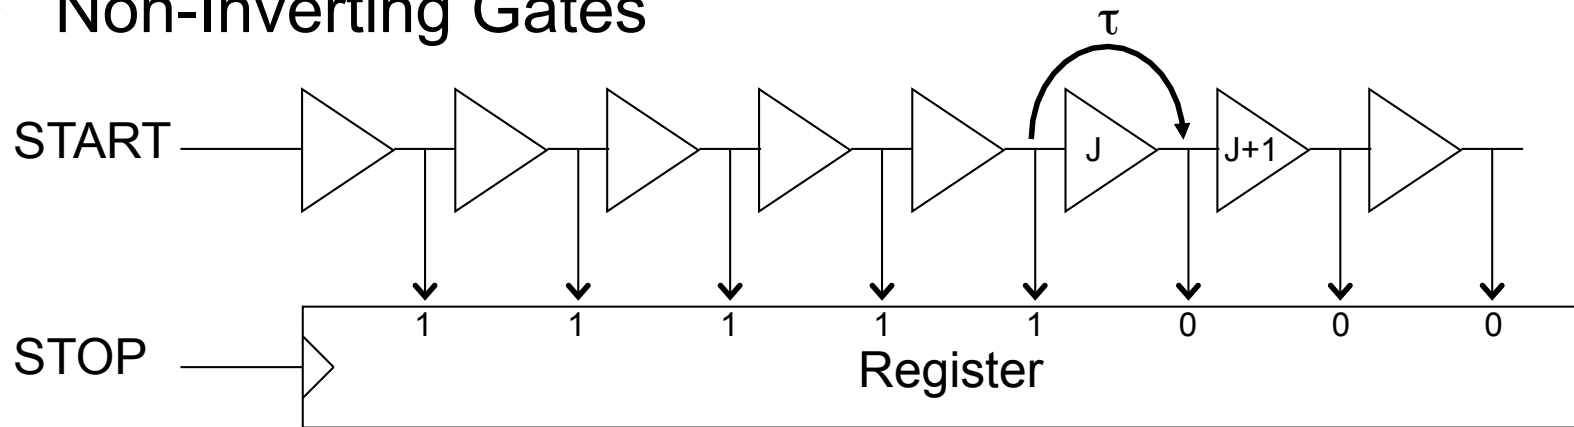 Non-Inverting Gates
τ
START
J
J+1
1 1 1 1 1 0 0 0
STOP
Register